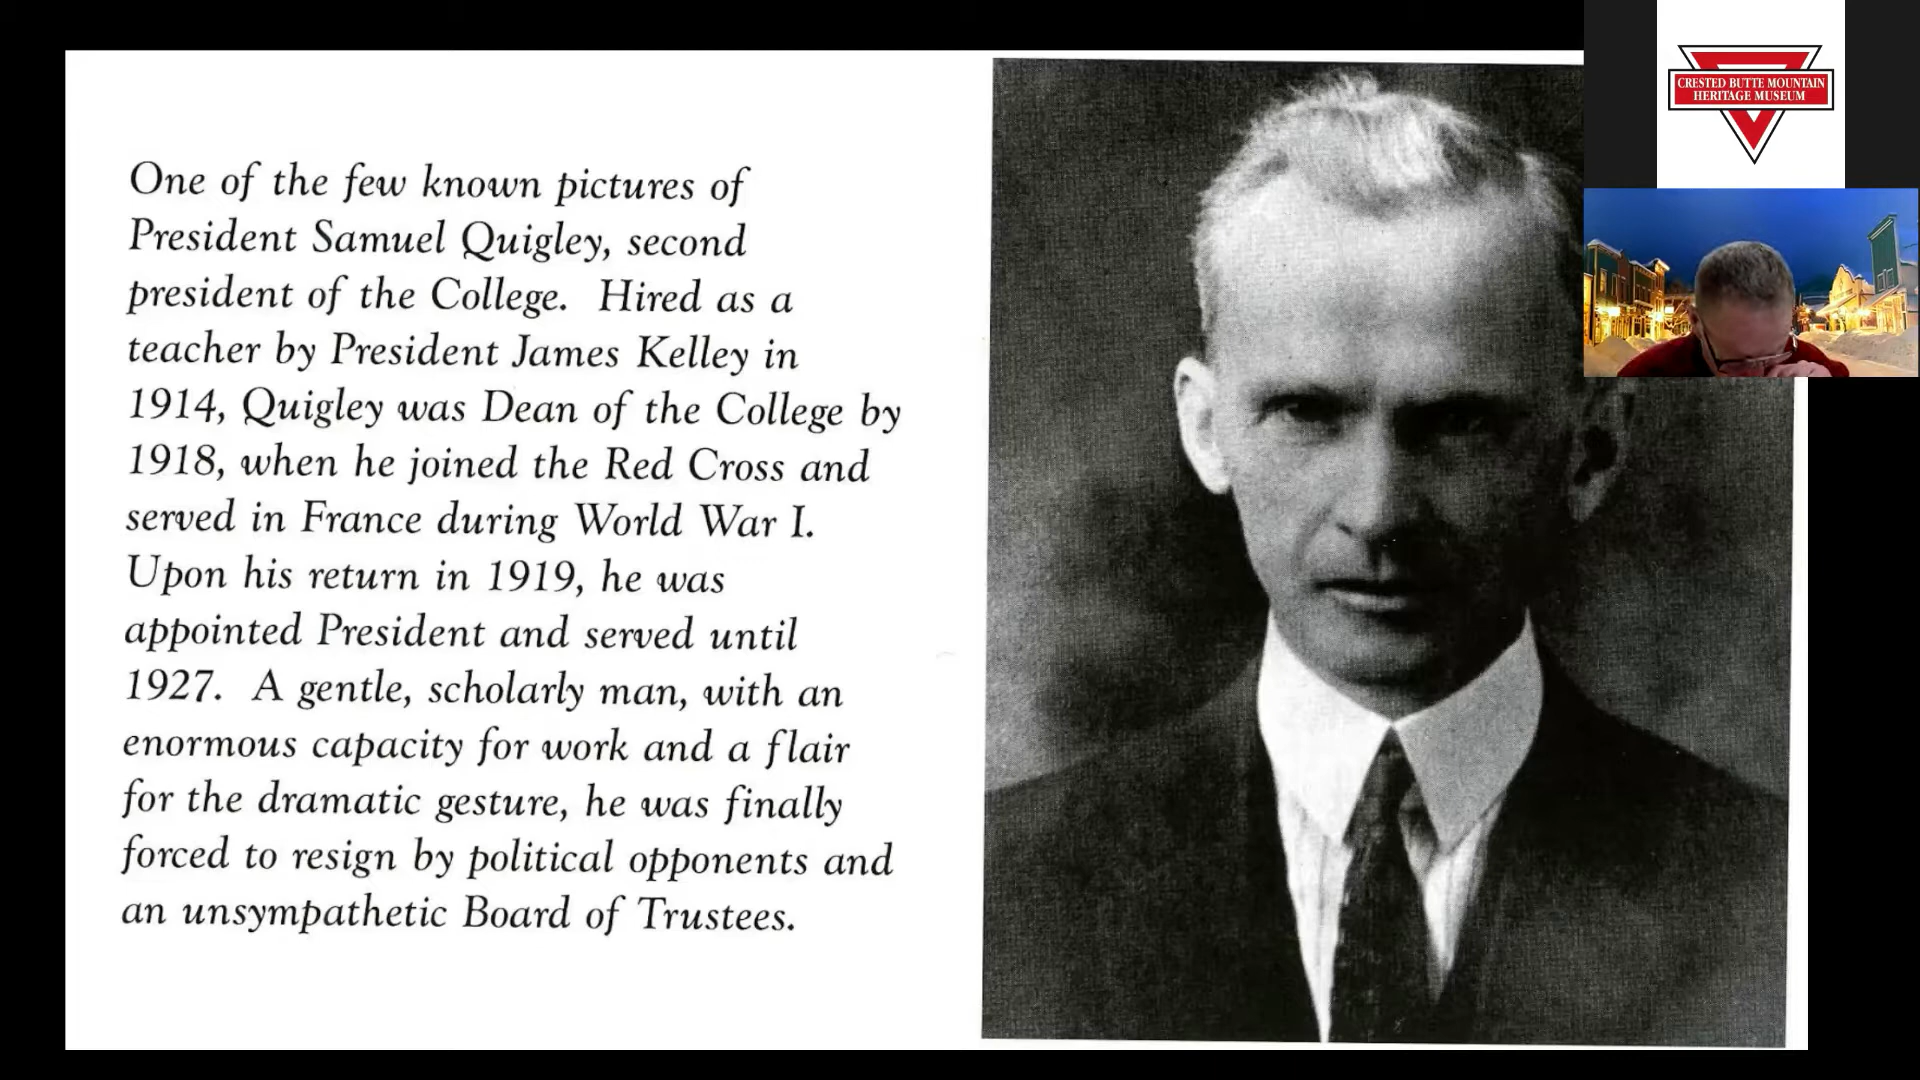 One of the few known pictures of
President Samuel Quigley, second
president of the College. Hired as a
teacher by President James Kelley in
1914, Quigley was Dean of the College by
1918, when he joined the Red Cross and
served in France during World War I.
Upon his return in 1919, he was
appointed President and served until
1927. A gentle, scholarly man, with an
enormous capacity for work and a flair
for the dramatic gesture, he was finally
forced to resign by political opponents and
an unsympathetic Board of Trustees.
CRESTED BUTTE MOUNTAIN
HERITAGE MUSEUM